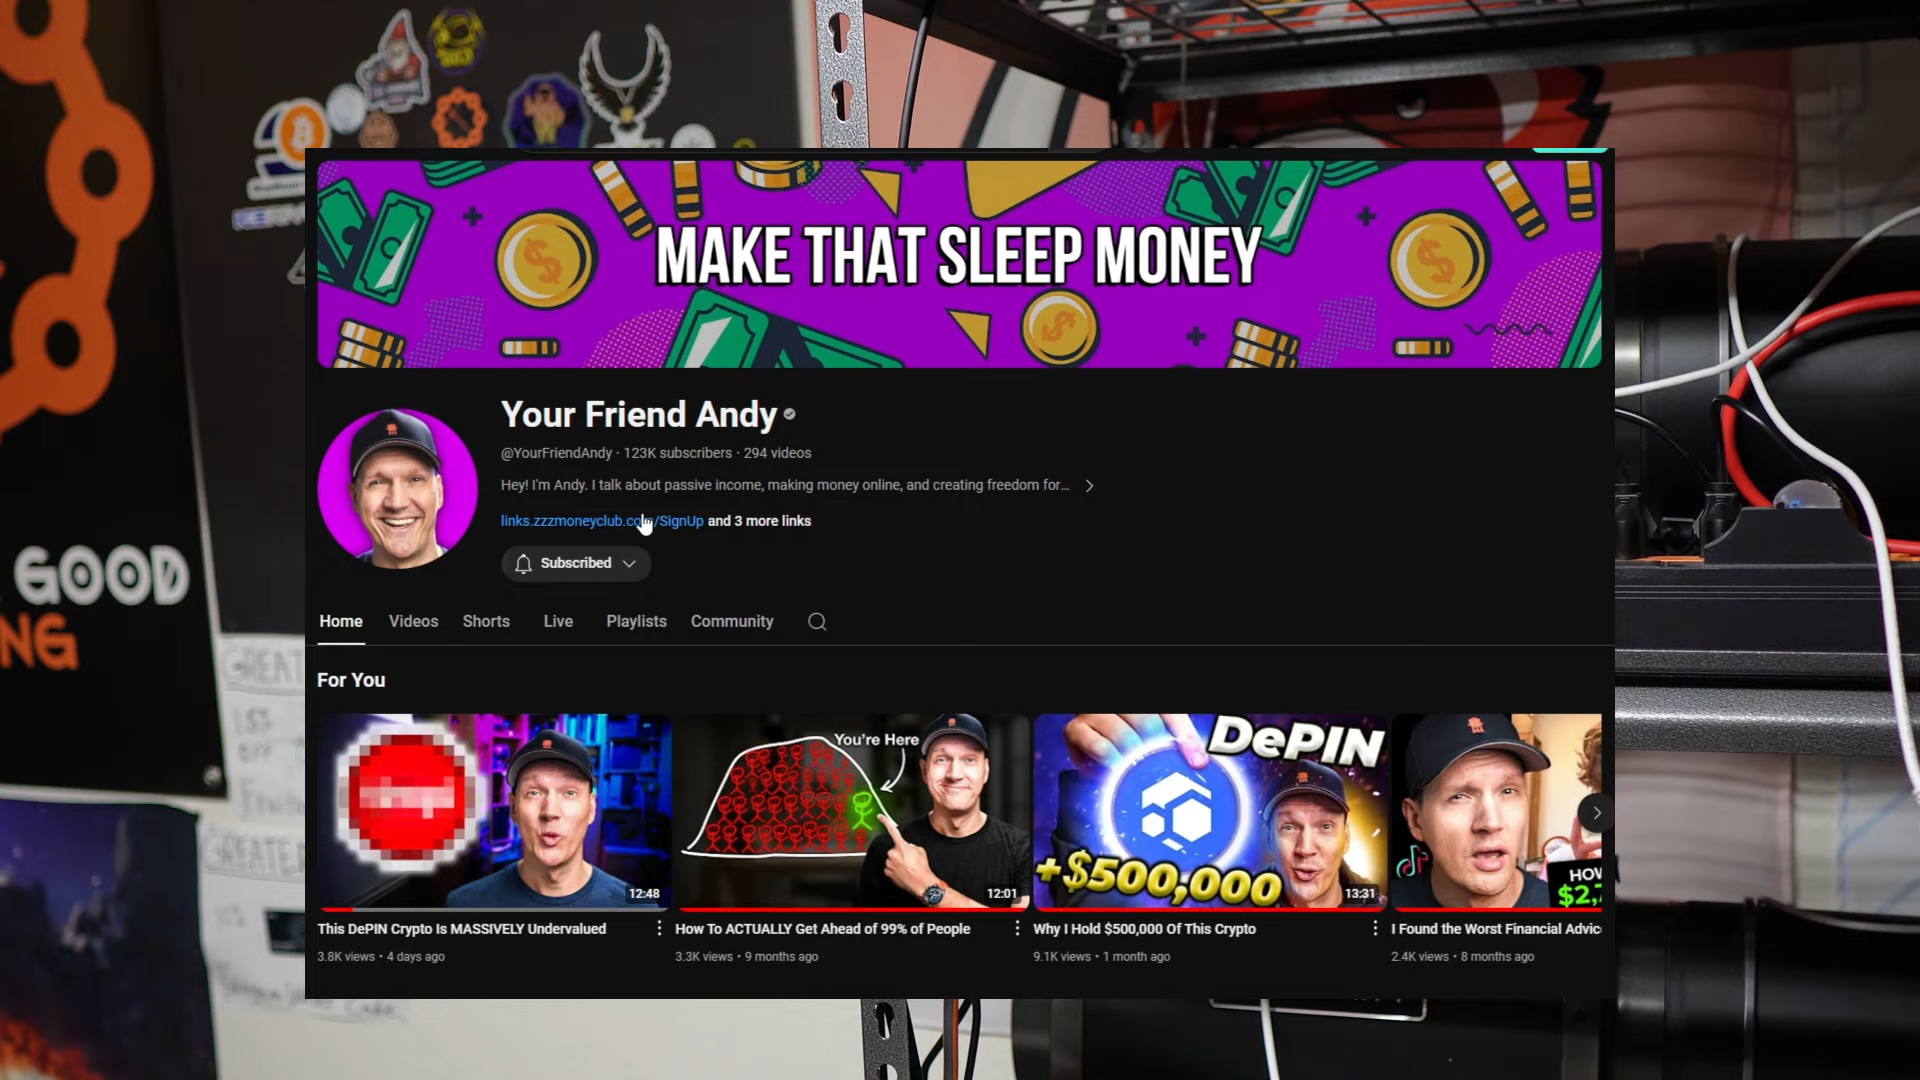 MAKE THAT SLEEP MONEY
Your Friend Andy
@YourFriendAndy · 123K subscribers · 294 videos
Hey! I'm Andy. I talk about passive income, making money online, and creating freedom for...
links.zzzmoneyclub.com/SignUp and 3 more links
Subscribed
Home Videos Shorts Live Playlists Community
For You
12:48
You're Here
12:01
DePIN
+$500,000
13:31
HOW
$2,7
This DePIN Crypto Is MASSIVELY Undervalued
3.8K views • 4 days ago
How To ACTUALLY Get Ahead of 99% of People
3.3K views • 9 months ago
Why I Hold $500,000 Of This Crypto
9.1K views • 1 month ago
I Found the Worst Financial Advic
2.4K views • 8 months ago
GOOD
NG
GREAT
GREATE